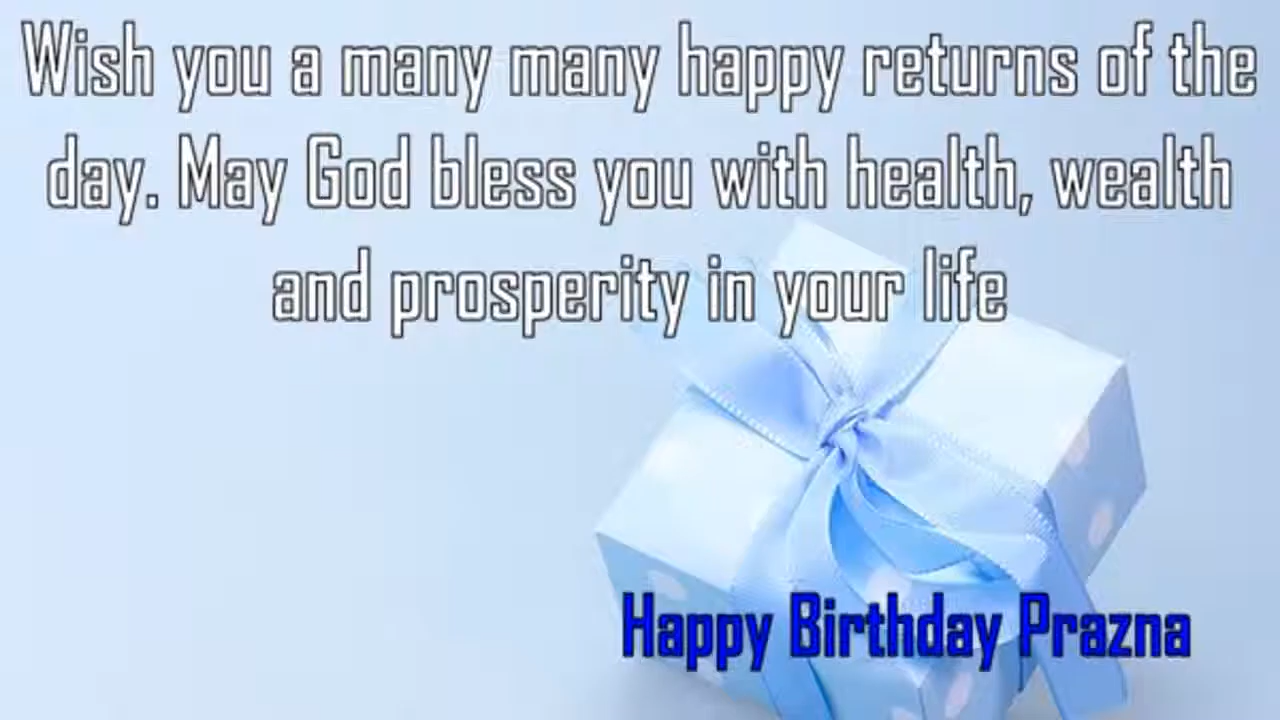 Wish you a many many happy returns of the
day. May God bless you with health, wealth
and prosperity in your life
Happy Birthday Prazna